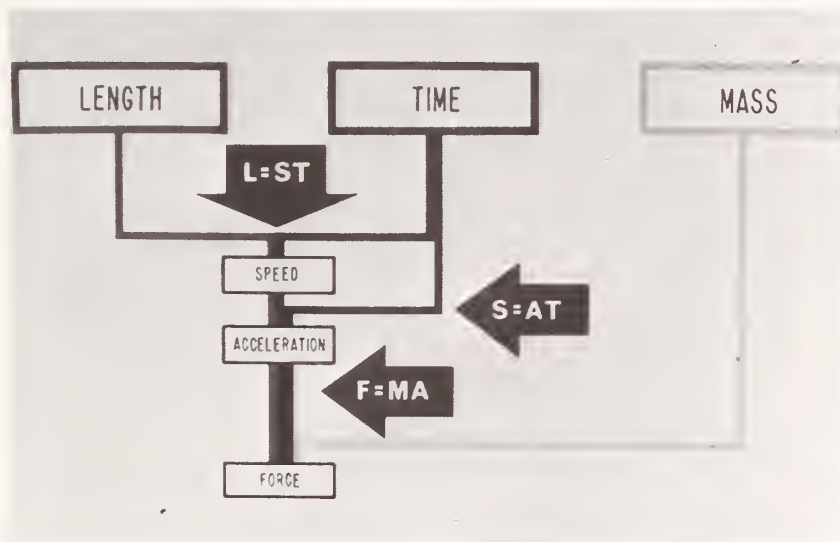 LENGTH
TIME
MASS
L=ST
SPEED
S=AT
ACCELERATION
F=MA
FORCE